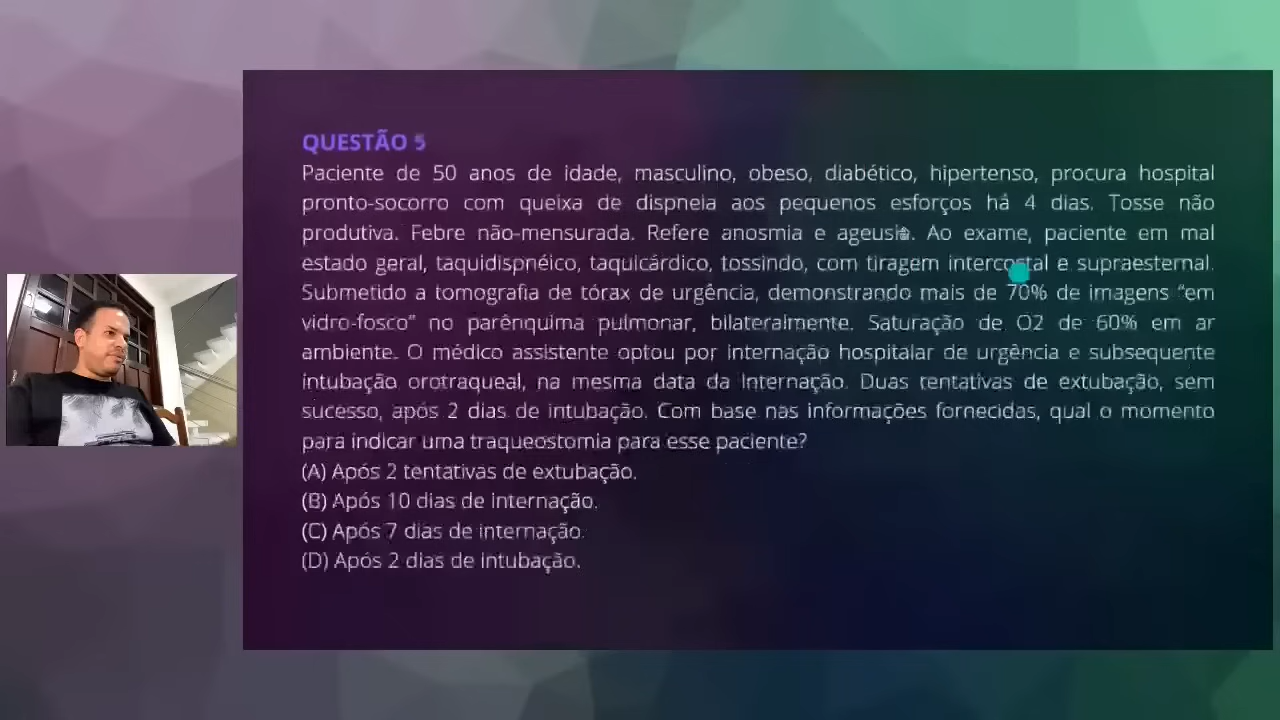 QUESTÃO 5
Paciente de 50 anos de idade, masculino, obeso, diabético, hipertenso, procura hospital
pronto-socorro com queixa de dispneia aos pequenos esforços há 4 dias. Tosse não
produtiva. Febre não-mensurada. Refere anosmia e ageusia. Ao exame, paciente em mal
estado geral, taquidispnéico, taquicárdico, tossindo, com tiragem intercostal e supraesternal.
Submetido a tomografia de tórax de urgência, demonstrando mais de 70% de imagens “em
vidro-fosco” no parênquima pulmonar, bilateralmente. Saturação de O2 de 60% em ar
ambiente. O médico assistente optou por internação hospitalar de urgência e subsequente
intubação orotraqueal, na mesma data da Internação. Duas tentativas de extubação, sem
sucesso, após 2 dias de intubação. Com base nas informações fornecidas, qual o momento
para indicar uma traqueostomia para esse paciente?
(A) Após 2 tentativas de extubação.
(B) Após 10 dias de internação.
(C) Após 7 dias de internação.
(D) Após 2 dias de intubação.